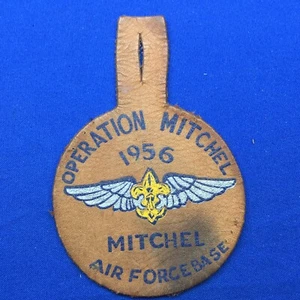 OPERATION MITCHEL
1956
MITCHEL
AIR FORCE BASE